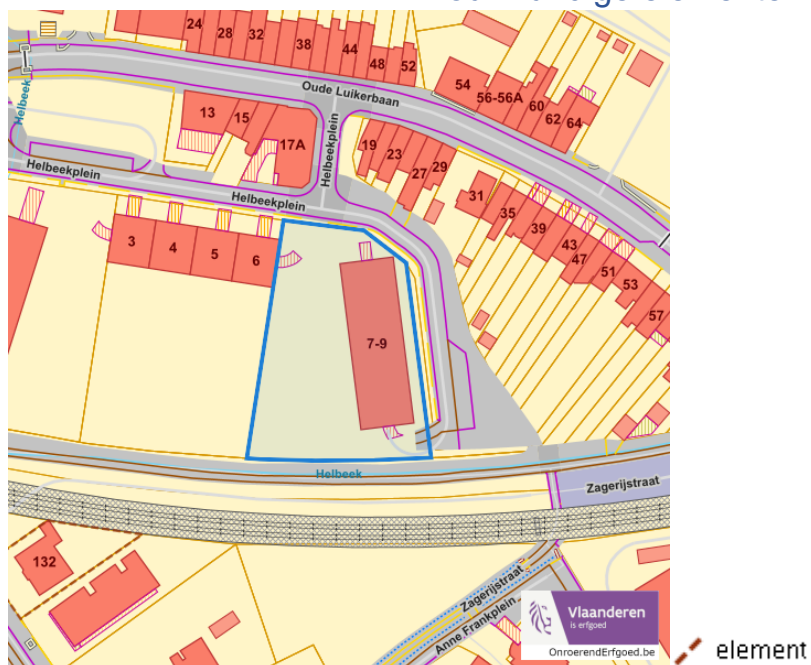 24 28 32 38 44 48 52
Oude Luikerbaan
54 56-56A 60 62 64
Helbeek
13 15 17A
Helbeekplein
19 23 27 29
Helbeekplein
Helbeekplein
31 35 39 43 47 51 53 57
3 4 5 6
7-9
Helbeek
Zagerijstraat
132
Zagerijstraat
Anne Frankplein
Vlaanderen
is erfgoed
OnroerendErfgoed.be
element